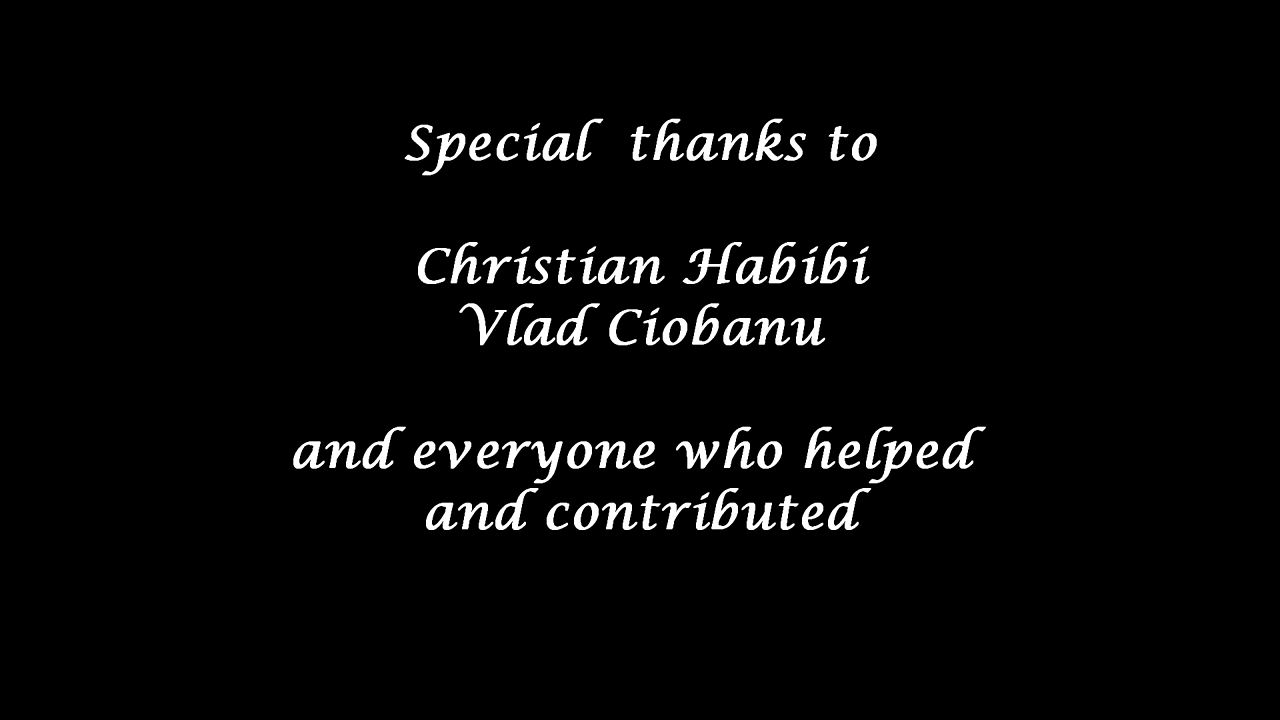 Special thanks to
Christian Habibi
Vlad Ciobanu
and everyone who helped
and contributed